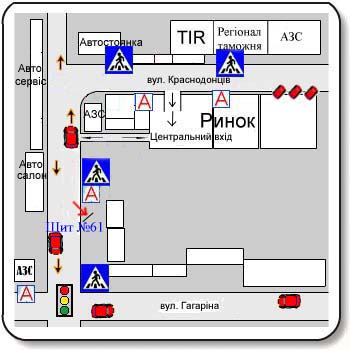 TIR
Регіонал
таможня
АЗС
Автостоянка
Авто
сервіс
вул. Краснодонців
А
А
АЗС
Ринок
Центральний вхід
Авто
салон
А
Щит №61
АЗС
А
вул. Гагаріна